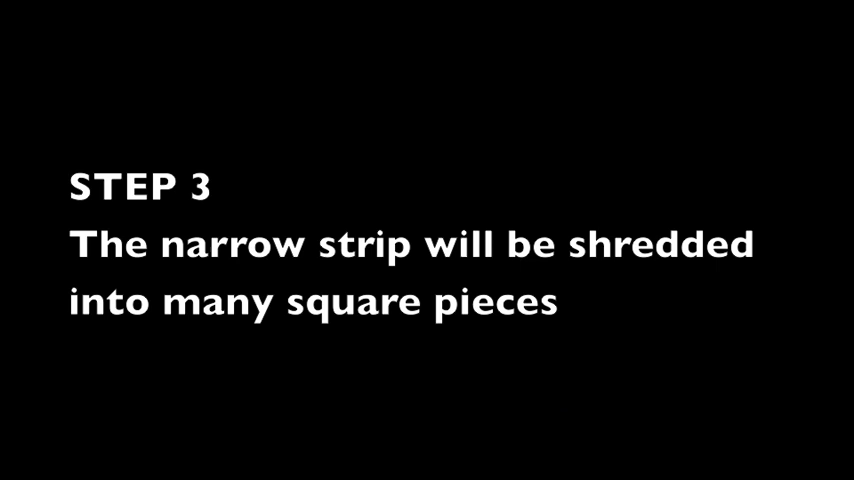 STEP 3
The narrow strip will be shredded
into many square pieces